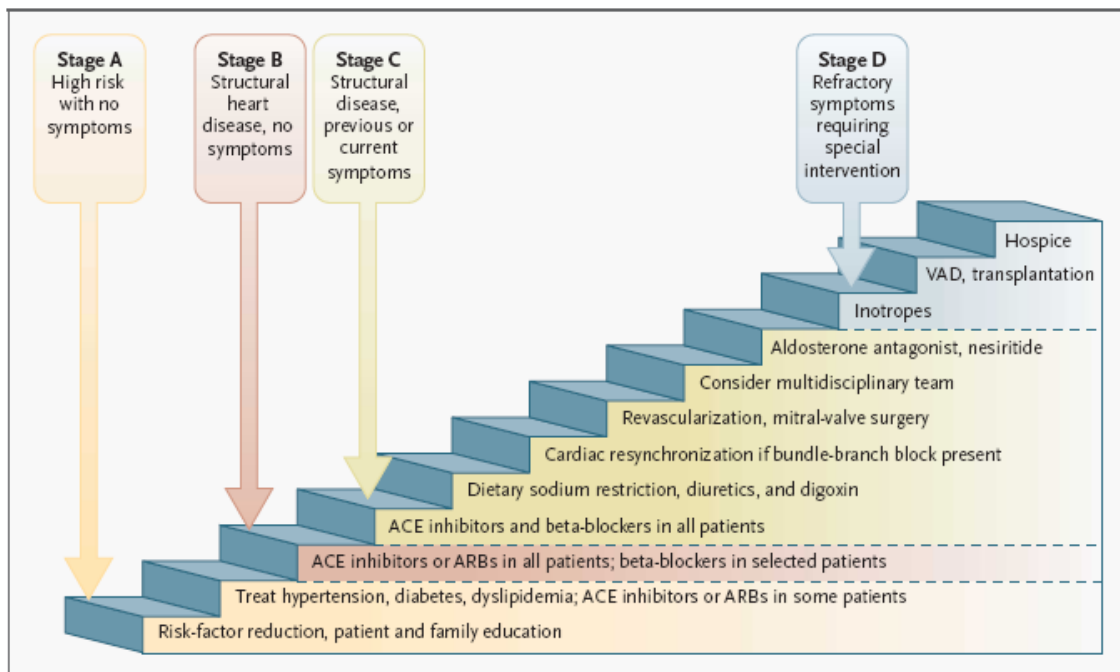 Stage A
High risk
with no
symptoms
Stage B
Structural
heart
disease, no
symptoms
Stage C
Structural
disease,
previous or
current
symptoms
Stage D
Refractory
symptoms
requiring
special
intervention
Hospice
VAD, transplantation
Inotropes
Aldosterone antagonist, nesiritide
Consider multidisciplinary team
Revascularization, mitral-valve surgery
Cardiac resynchronization if bundle-branch block present
Dietary sodium restriction, diuretics, and digoxin
ACE inhibitors and beta-blockers in all patients
ACE inhibitors or ARBs in all patients; beta-blockers in selected patients
Treat hypertension, diabetes, dyslipidemia; ACE inhibitors or ARBs in some patients
Risk-factor reduction, patient and family education